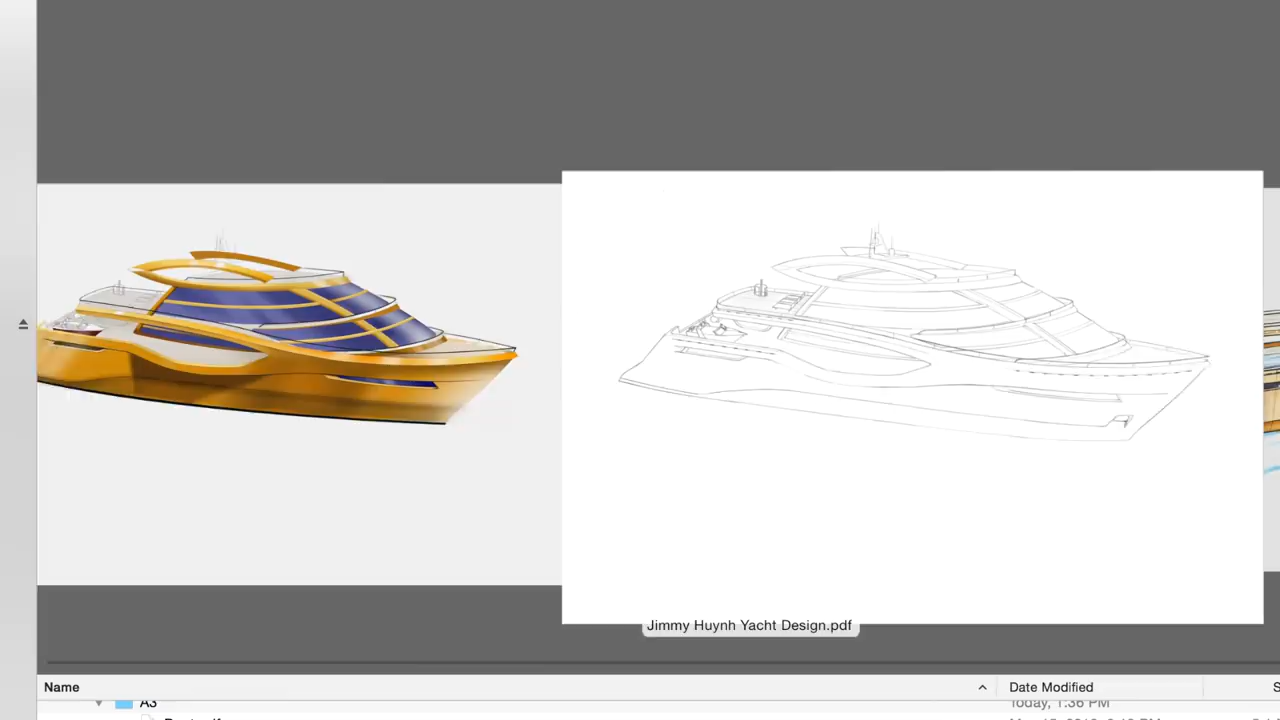 Jimmy Huynh Yacht Design.pdf
Name
Date Modified
S
A3
Today, 1:36 PM